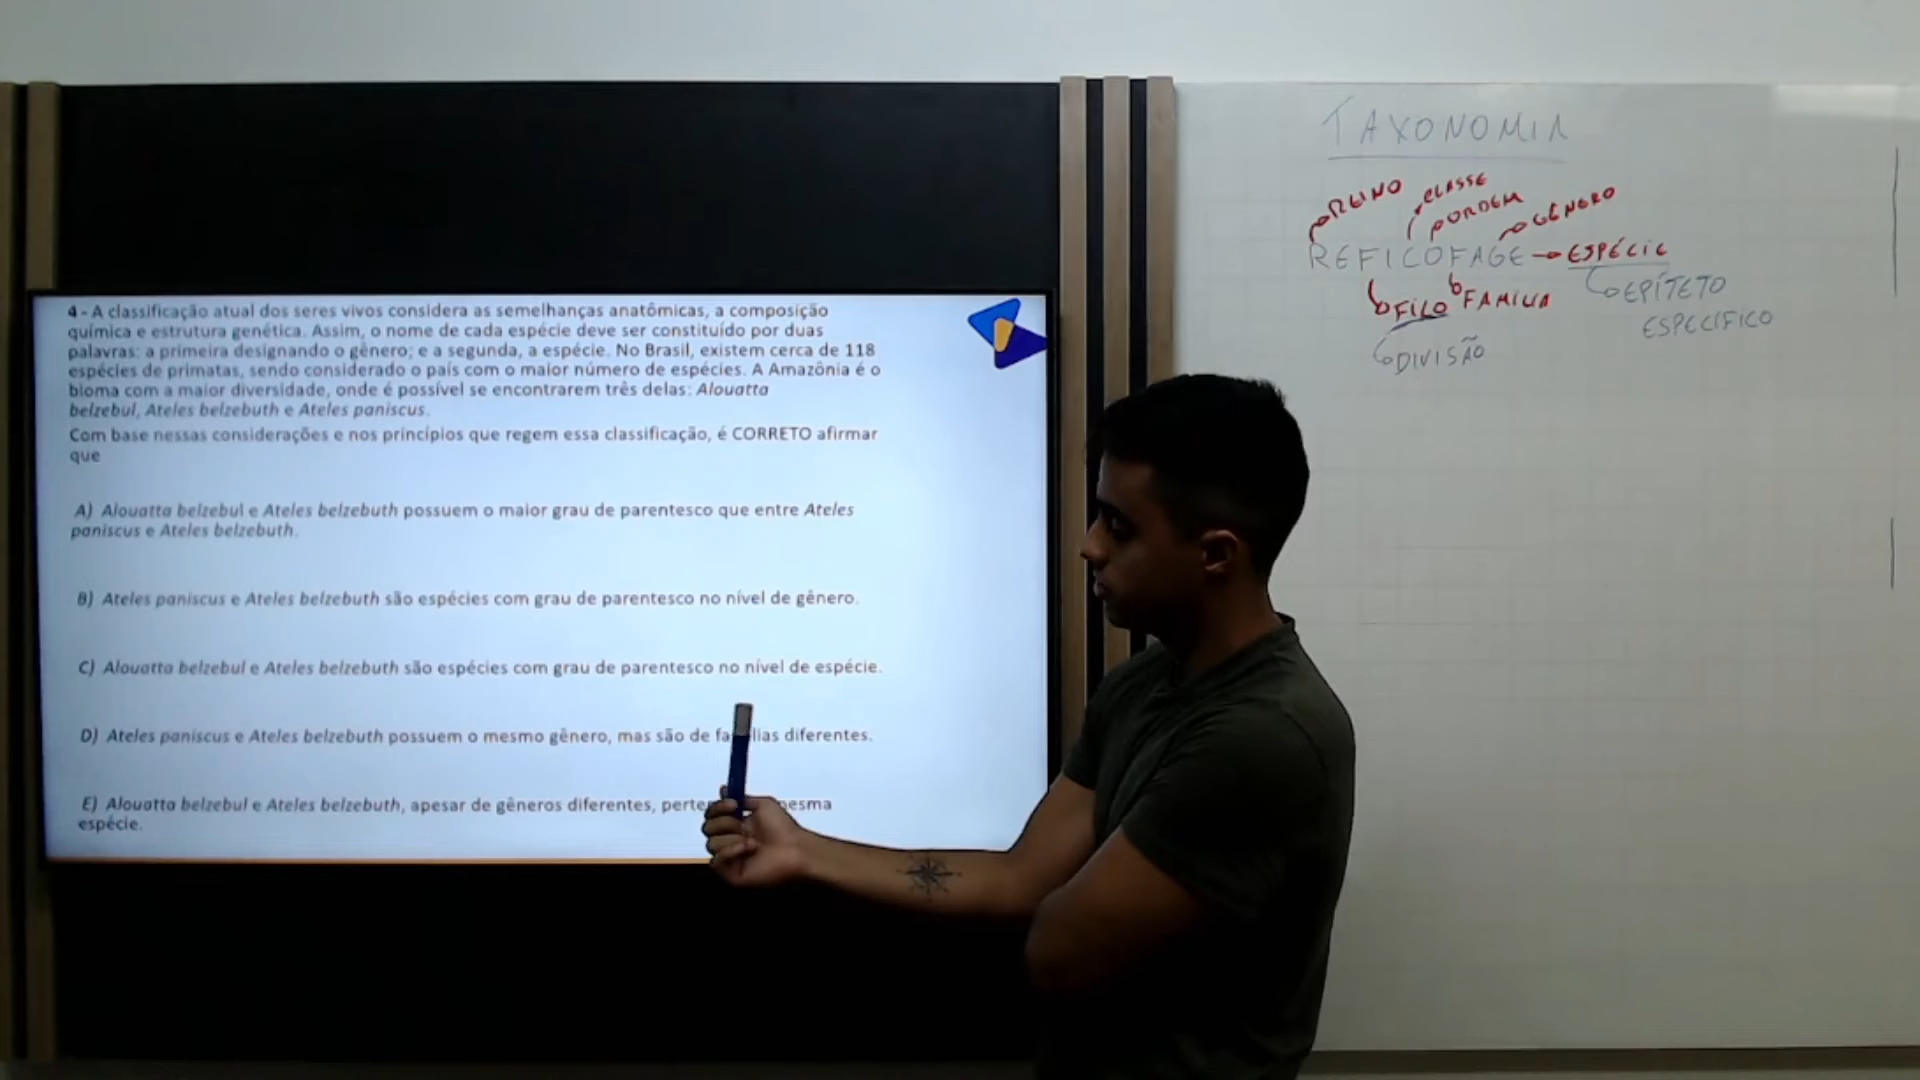 4 - A classificação atual dos seres vivos considera as semelhanças anatômicas, a composição
química e estrutura genética. Assim, o nome de cada espécie deve ser constituído por duas
palavras: a primeira designando o gênero; e a segunda, a espécie. No Brasil, existem cerca de 118
espécies de primatas, sendo considerado o país com o maior número de espécies. A Amazônia é o
bioma com a maior diversidade, onde é possível se encontrarem três delas: Alouatta
belzebul, Ateles belzebuth e Ateles paniscus.
Com base nessas considerações e nos princípios que regem essa classificação, é CORRETO afirmar
que
A) Alouatta belzebul e Ateles belzebuth possuem o maior grau de parentesco que entre Ateles
paniscus e Ateles belzebuth.
B) Ateles paniscus e Ateles belzebuth são espécies com grau de parentesco no nível de gênero.
C) Alouatta belzebul e Ateles belzebuth são espécies com grau de parentesco no nível de espécie.
D) Ateles paniscus e Ateles belzebuth possuem o mesmo gênero, mas são de fa lias diferentes.
E) Alouatta belzebul e Ateles belzebuth, apesar de gêneros diferentes, perte esma
espécie.
TAXONOMIA
REINO CLASSE
ORDEM GÊNERO
REFICOFAGE → ESPÉCIE
FILO FAMÍLIA EPÍTETO
ESPECÍFICO
DIVISÃO